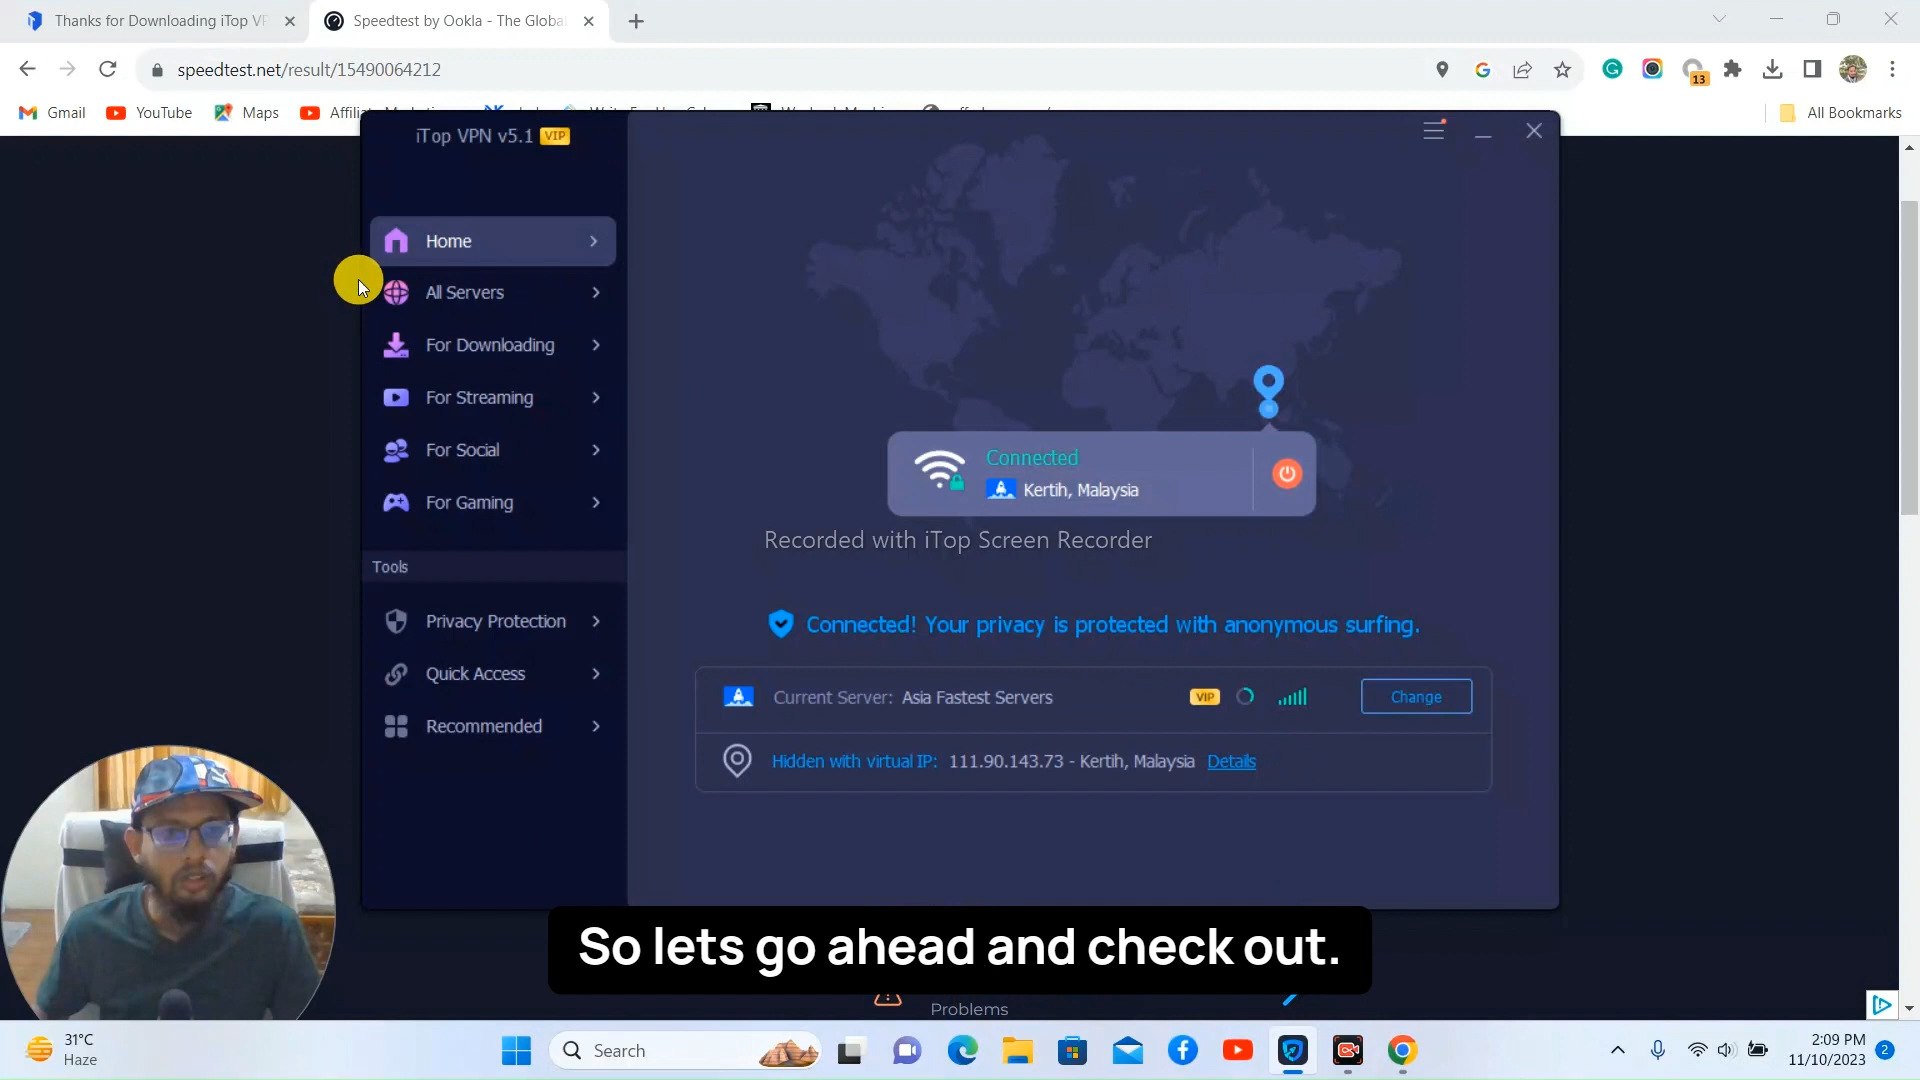 Thanks for Downloading iTop VP
Speedtest by Ookla - The Globa
speedtest.net/result/15490064212
13
Gmail
YouTube
Maps
All Bookmarks
iTop VPN v5.1 VIP
Home
All Servers
For Downloading
For Streaming
For Social
For Gaming
Tools
Privacy Protection
Quick Access
Recommended
Connected
Kertih, Malaysia
Recorded with iTop Screen Recorder
Connected! Your privacy is protected with anonymous surfing.
Current Server: Asia Fastest Servers
VIP
Change
Hidden with virtual IP: 111.90.143.73 - Kertih, Malaysia Details
So lets go ahead and check out.
Problems
31°C
Haze
Search
2:09 PM
11/10/2023
2